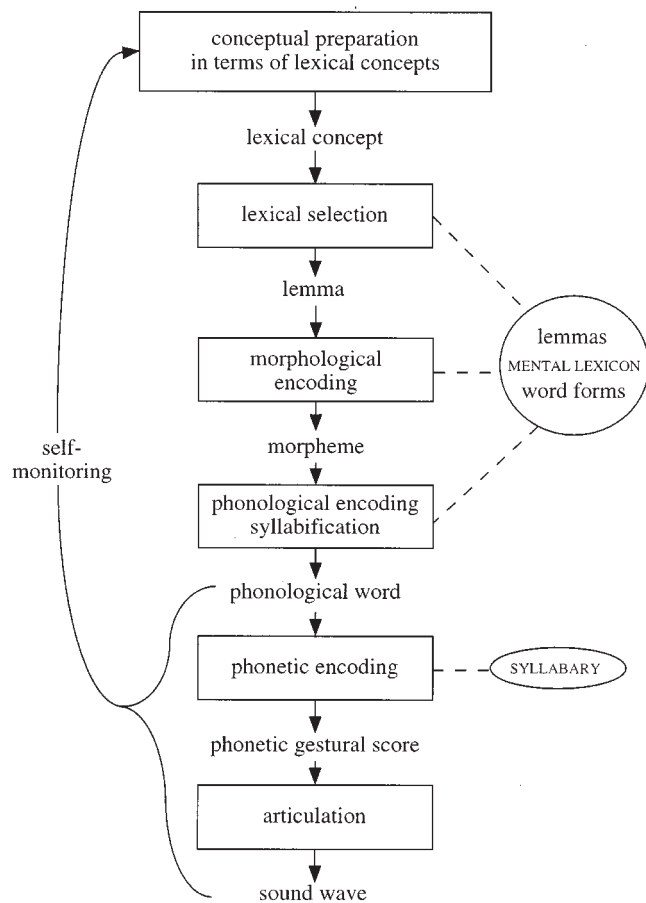 conceptual preparation
in terms of lexical concepts
lexical concept
lexical selection
lemma
lemmas
MENTAL LEXICON
word forms
morphological
encoding
morpheme
self-
monitoring
phonological encoding
syllabification
phonological word
phonetic encoding
SYLLABARY
phonetic gestural score
articulation
sound wave